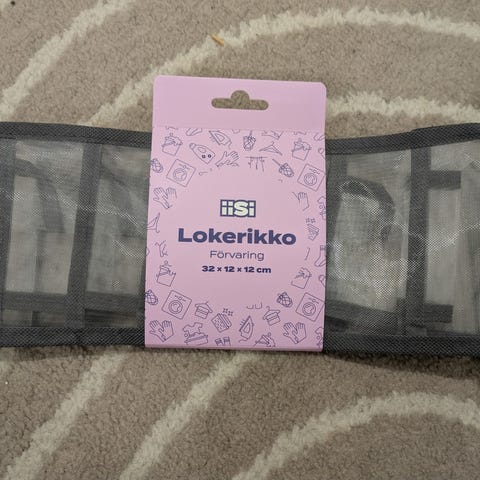 iiSi
Lokerikko
Förvaring
32 x 12 x 12 cm